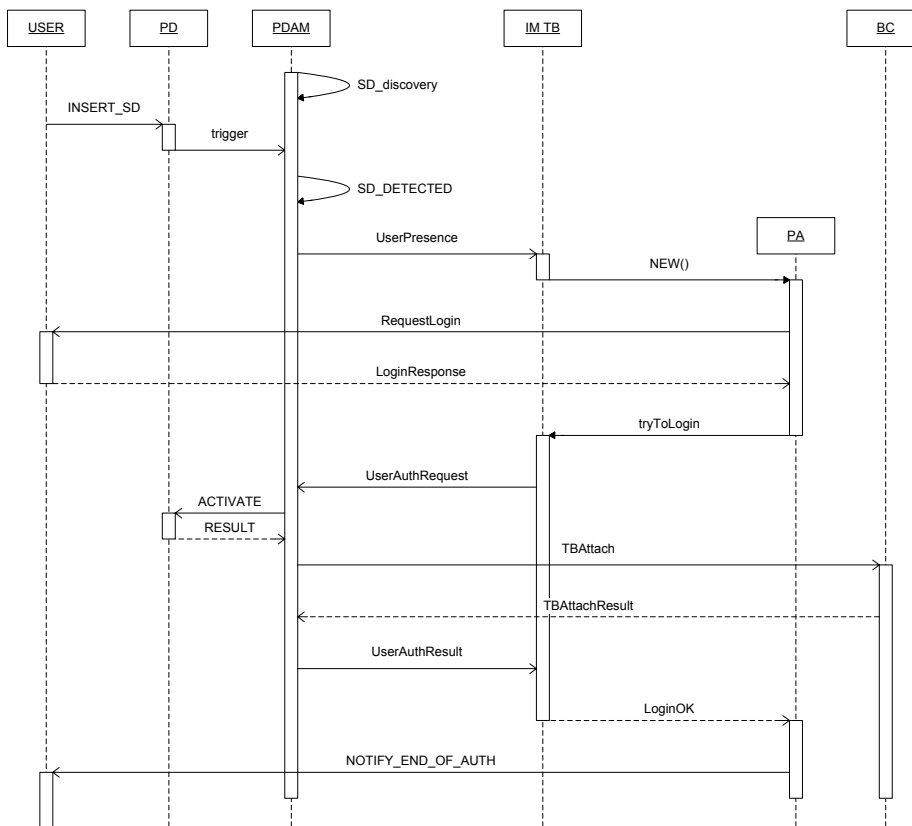 USER
PD
PDAM
IM TB
BC
SD_discovery
INSERT_SD
trigger
SD_DETECTED
PA
UserPresence
NEW()
RequestLogin
LoginResponse
tryToLogin
UserAuthRequest
ACTIVATE
RESULT
TBAttach
TBAttachResult
UserAuthResult
LoginOK
NOTIFY_END_OF_AUTH